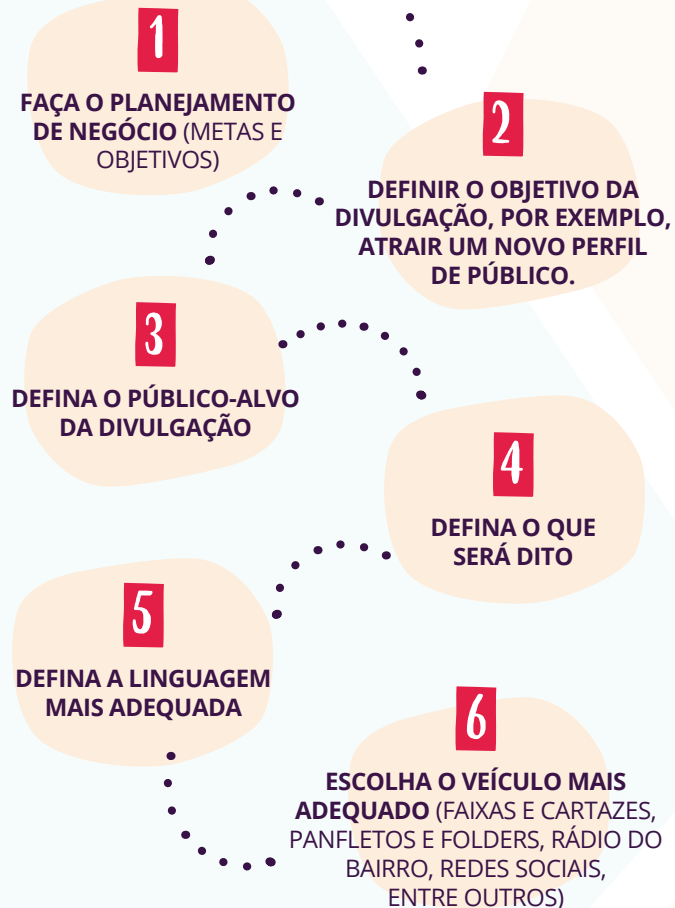 1
FAÇA O PLANEJAMENTO
DE NEGÓCIO (METAS E
OBJETIVOS)
2
DEFINIR O OBJETIVO DA
DIVULGAÇÃO, POR EXEMPLO,
ATRAIR UM NOVO PERFIL
DE PÚBLICO.
3
DEFINA O PÚBLICO-ALVO
DA DIVULGAÇÃO
4
DEFINA O QUE
SERÁ DITO
5
DEFINA A LINGUAGEM
MAIS ADEQUADA
6
ESCOLHA O VEÍCULO MAIS
ADEQUADO (FAIXAS E CARTAZES,
PANFLETOS E FOLDERS, RÁDIO DO
BAIRRO, REDES SOCIAIS,
ENTRE OUTROS)